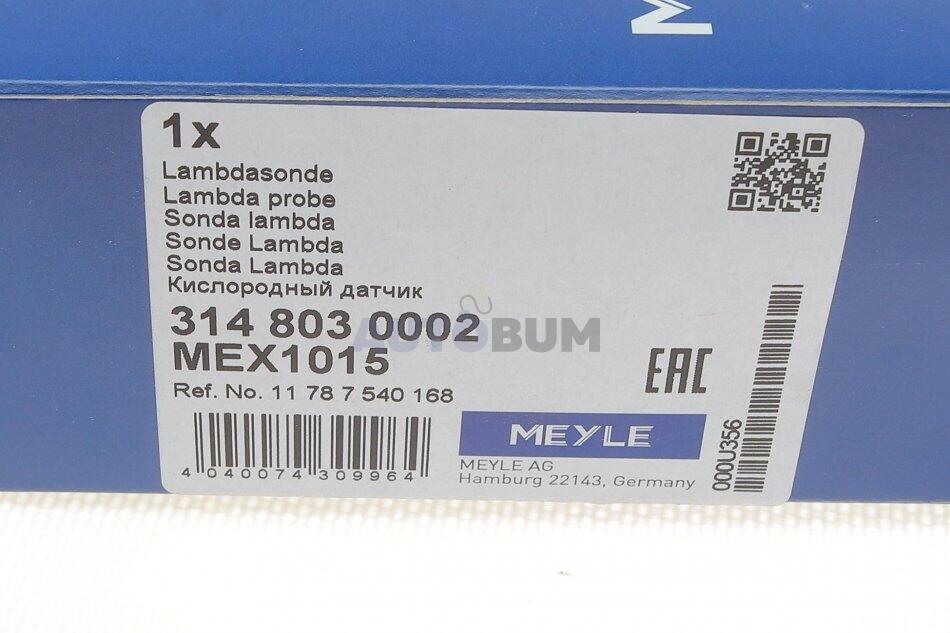 M
1x
Lambdasonde
Lambda probe
Sonda lambda
Sonde Lambda
Sonda Lambda
Кислородный датчик
314 803 0002
AUTOBUM
MEX1015
EAC
Ref. No. 11 78 7 540 168
MEYLE
4 040074 309964
MEYLE AG
Hamburg 22143, Germany
000U356